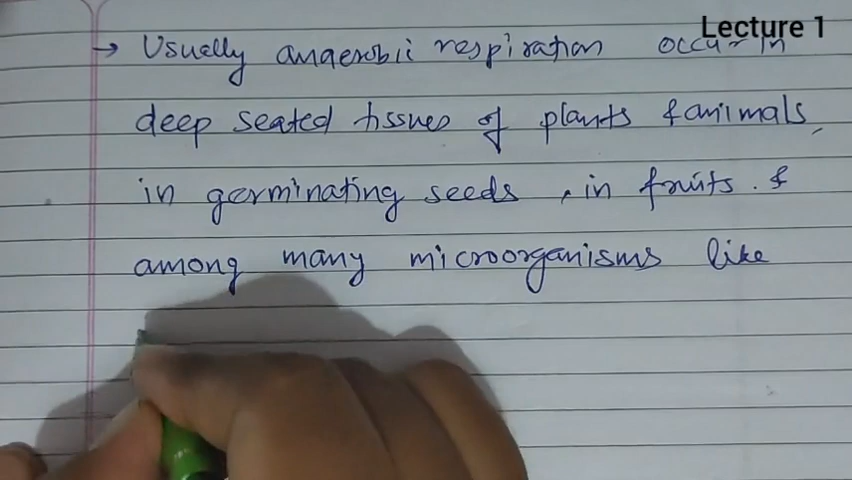 Lecture 1
→ Usually anaerobic respiration occur in
deep seated tissues of plants & animals,
in germinating seeds, in fruits. &
among many microorganisms like